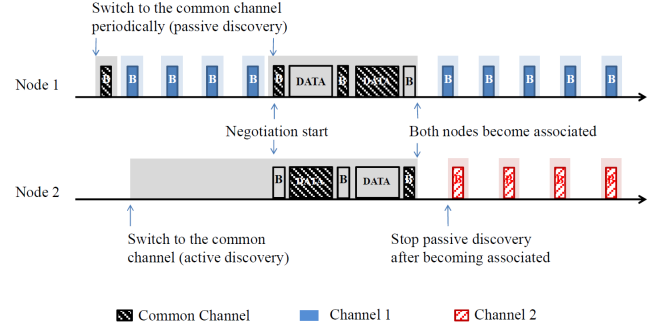 Switch to the common channel
periodically (passive discovery)
Node 1
B B B B B B DATA B DATA B B B B B B
Negotiation start
Both nodes become associated
Node 2
B DATA B DATA B B B B B
Switch to the common
channel (active discovery)
Stop passive discovery
after becoming associated
Common Channel
Channel 1
Channel 2